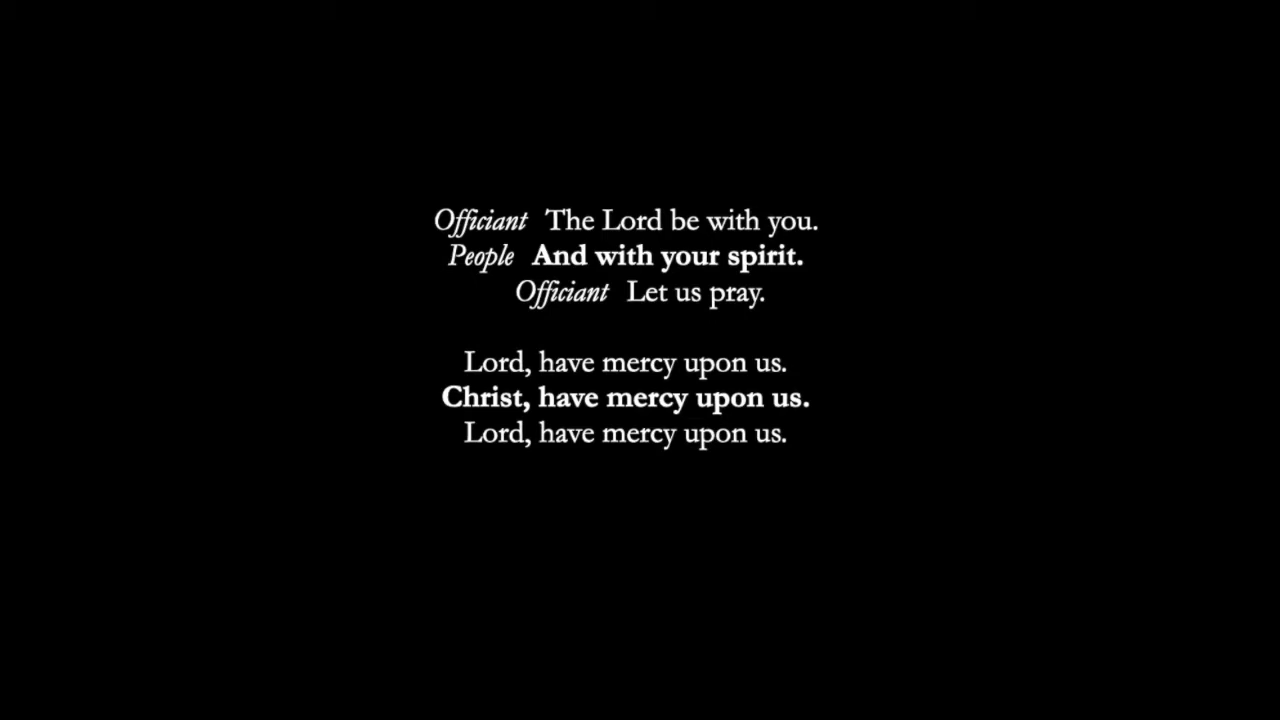 Officiant The Lord be with you.
People And with your spirit.
Officiant Let us pray.
Lord, have mercy upon us.
Christ, have mercy upon us.
Lord, have mercy upon us.